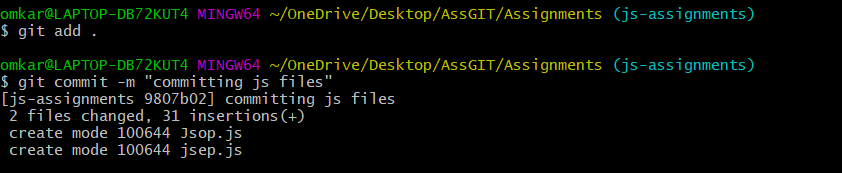 omkar@LAPTOP-DB72KUT4 MINGW64 ~/OneDrive/Desktop/AssGIT/Assignments (js-assignments)
$ git add .
omkar@LAPTOP-DB72KUT4 MINGW64 ~/OneDrive/Desktop/AssGIT/Assignments (js-assignments)
$ git commit -m "committing js files"
[js-assignments 9807b02] committing js files
 2 files changed, 31 insertions(+)
 create mode 100644 Jsop.js
 create mode 100644 jsep.js